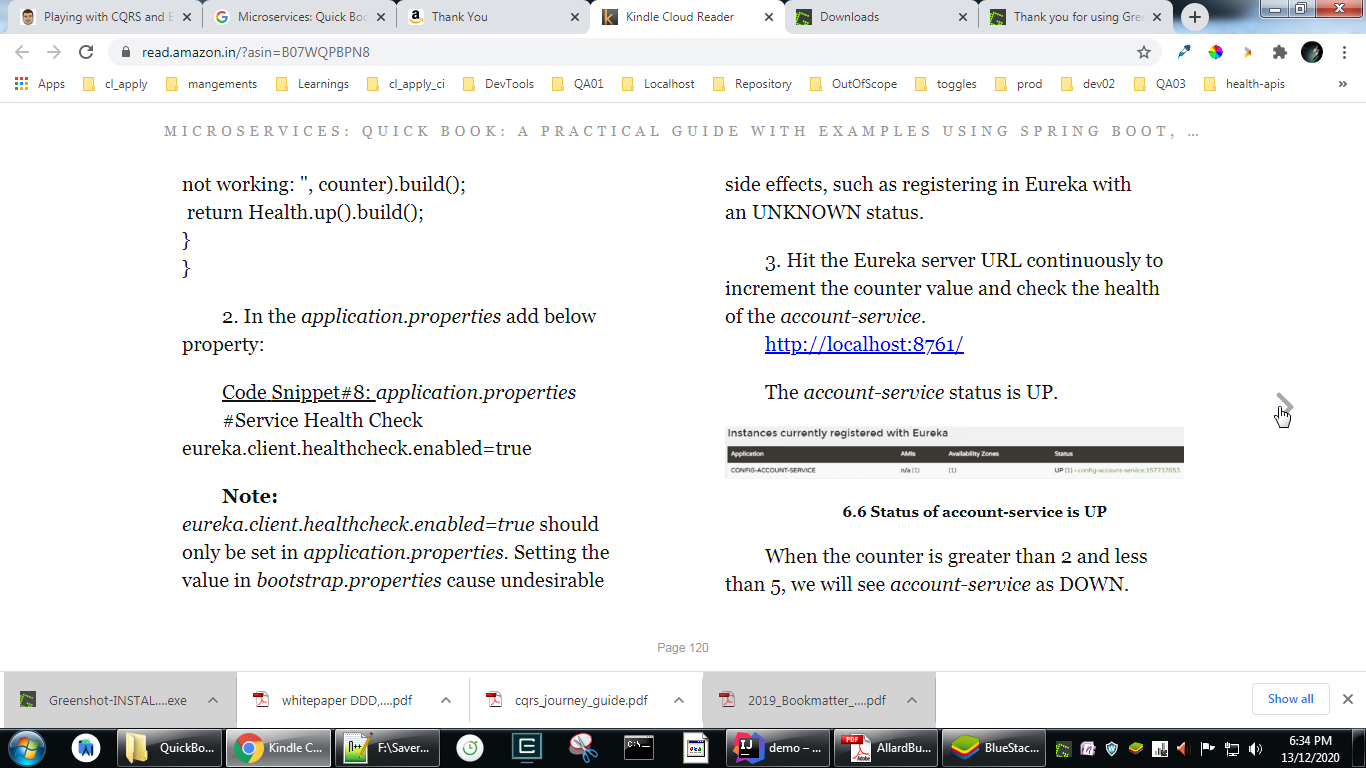 Playing with CQRS and E
Microservices: Quick Boo
Thank You
Kindle Cloud Reader
Downloads
Thank you for using Gre
read.amazon.in/?asin=B07WQPBPN8
Apps
cl_apply
mangements
Learnings
cl_apply_ci
DevTools
QA01
Localhost
Repository
OutOfScope
toggles
prod
dev02
QA03
health-apis
»
MICROSERVICES: QUICK BOOK: A PRACTICAL GUIDE WITH EXAMPLES USING SPRING BOOT, …
not working: ", counter).build();
return Health.up().build();
}
}
2. In the application.properties add below
property:
Code Snippet#8: application.properties
#Service Health Check
eureka.client.healthcheck.enabled=true
Note:
eureka.client.healthcheck.enabled=true should
only be set in application.properties. Setting the
value in bootstrap.properties cause undesirable
side effects, such as registering in Eureka with
an UNKNOWN status.
3. Hit the Eureka server URL continuously to
increment the counter value and check the health
of the account-service.
http://localhost:8761/
The account-service status is UP.
Instances currently registered with Eureka
Application AMIs Availability Zones Status
CONFIG-ACCOUNT-SERVICE n/a (1) (1) UP (1) - config-account-service:157737653
6.6 Status of account-service is UP
When the counter is greater than 2 and less
than 5, we will see account-service as DOWN.
Page 120
Greenshot-INSTAL....exe
whitepaper DDD,....pdf
cqrs_journey_guide.pdf
2019_Bookmatter_....pdf
Show all
QuickBo...
Kindle C...
F:\Saver...
demo – ...
AllardBu...
BlueStac...
6:34 PM
13/12/2020